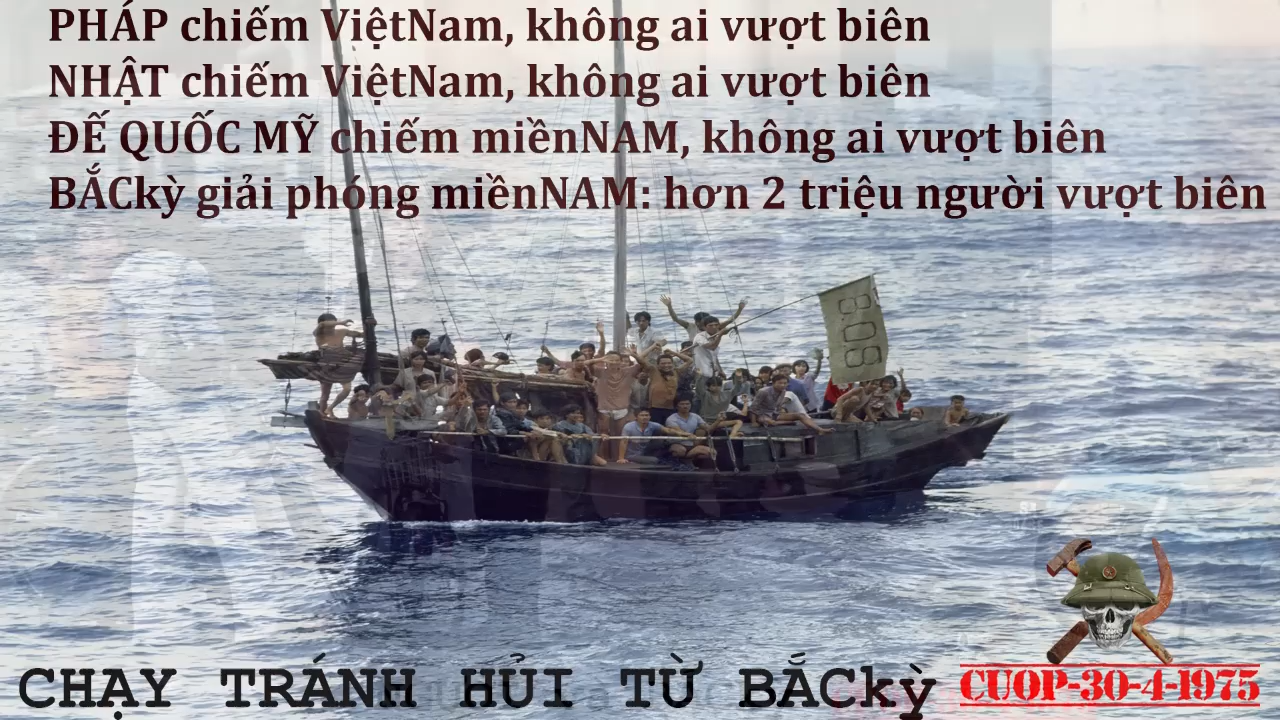 PHÁP chiếm ViệtNam, không ai vượt biên
NHẬT chiếm ViệtNam, không ai vượt biên
ĐẾ QUỐC MỸ chiếm miềnNAM, không ai vượt biên
BẮCkỳ giải phóng miềnNAM: hơn 2 triệu người vượt biên
808
CHẠY TRÁNH HỦI TỪ BẮCkỳ
CUOP-30-4-1975